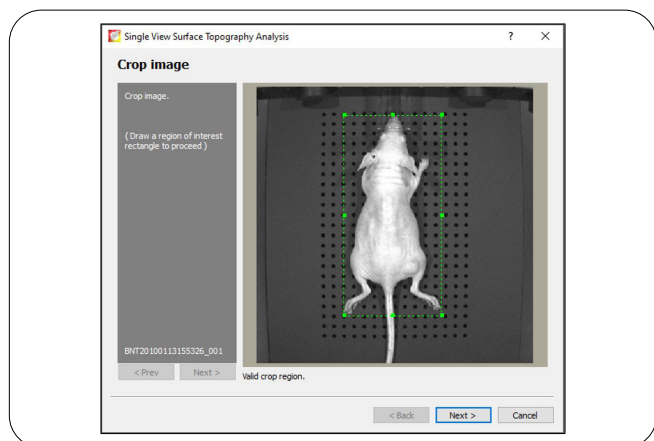 Single View Surface Topography Analysis
Crop image
Crop image.
( Draw a region of interest
rectangle to proceed )
BNT20100113155326_001
< Prev
Next >
Valid crop region.
< Back
Next >
Cancel